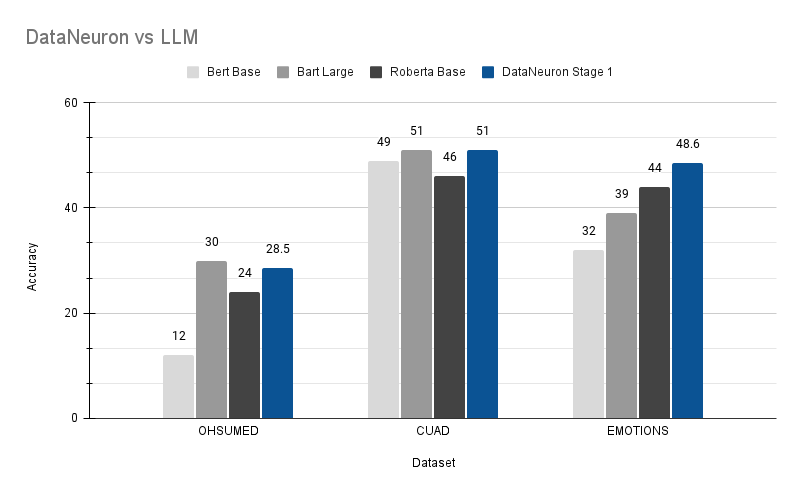 DataNeuron vs LLM
Bert Base Bart Large Roberta Base DataNeuron Stage 1
60
49 51 46 51
48.6
44
39
32
40
30
28.5
24
12
20
0
Accuracy
OHSUMED CUAD EMOTIONS
Dataset